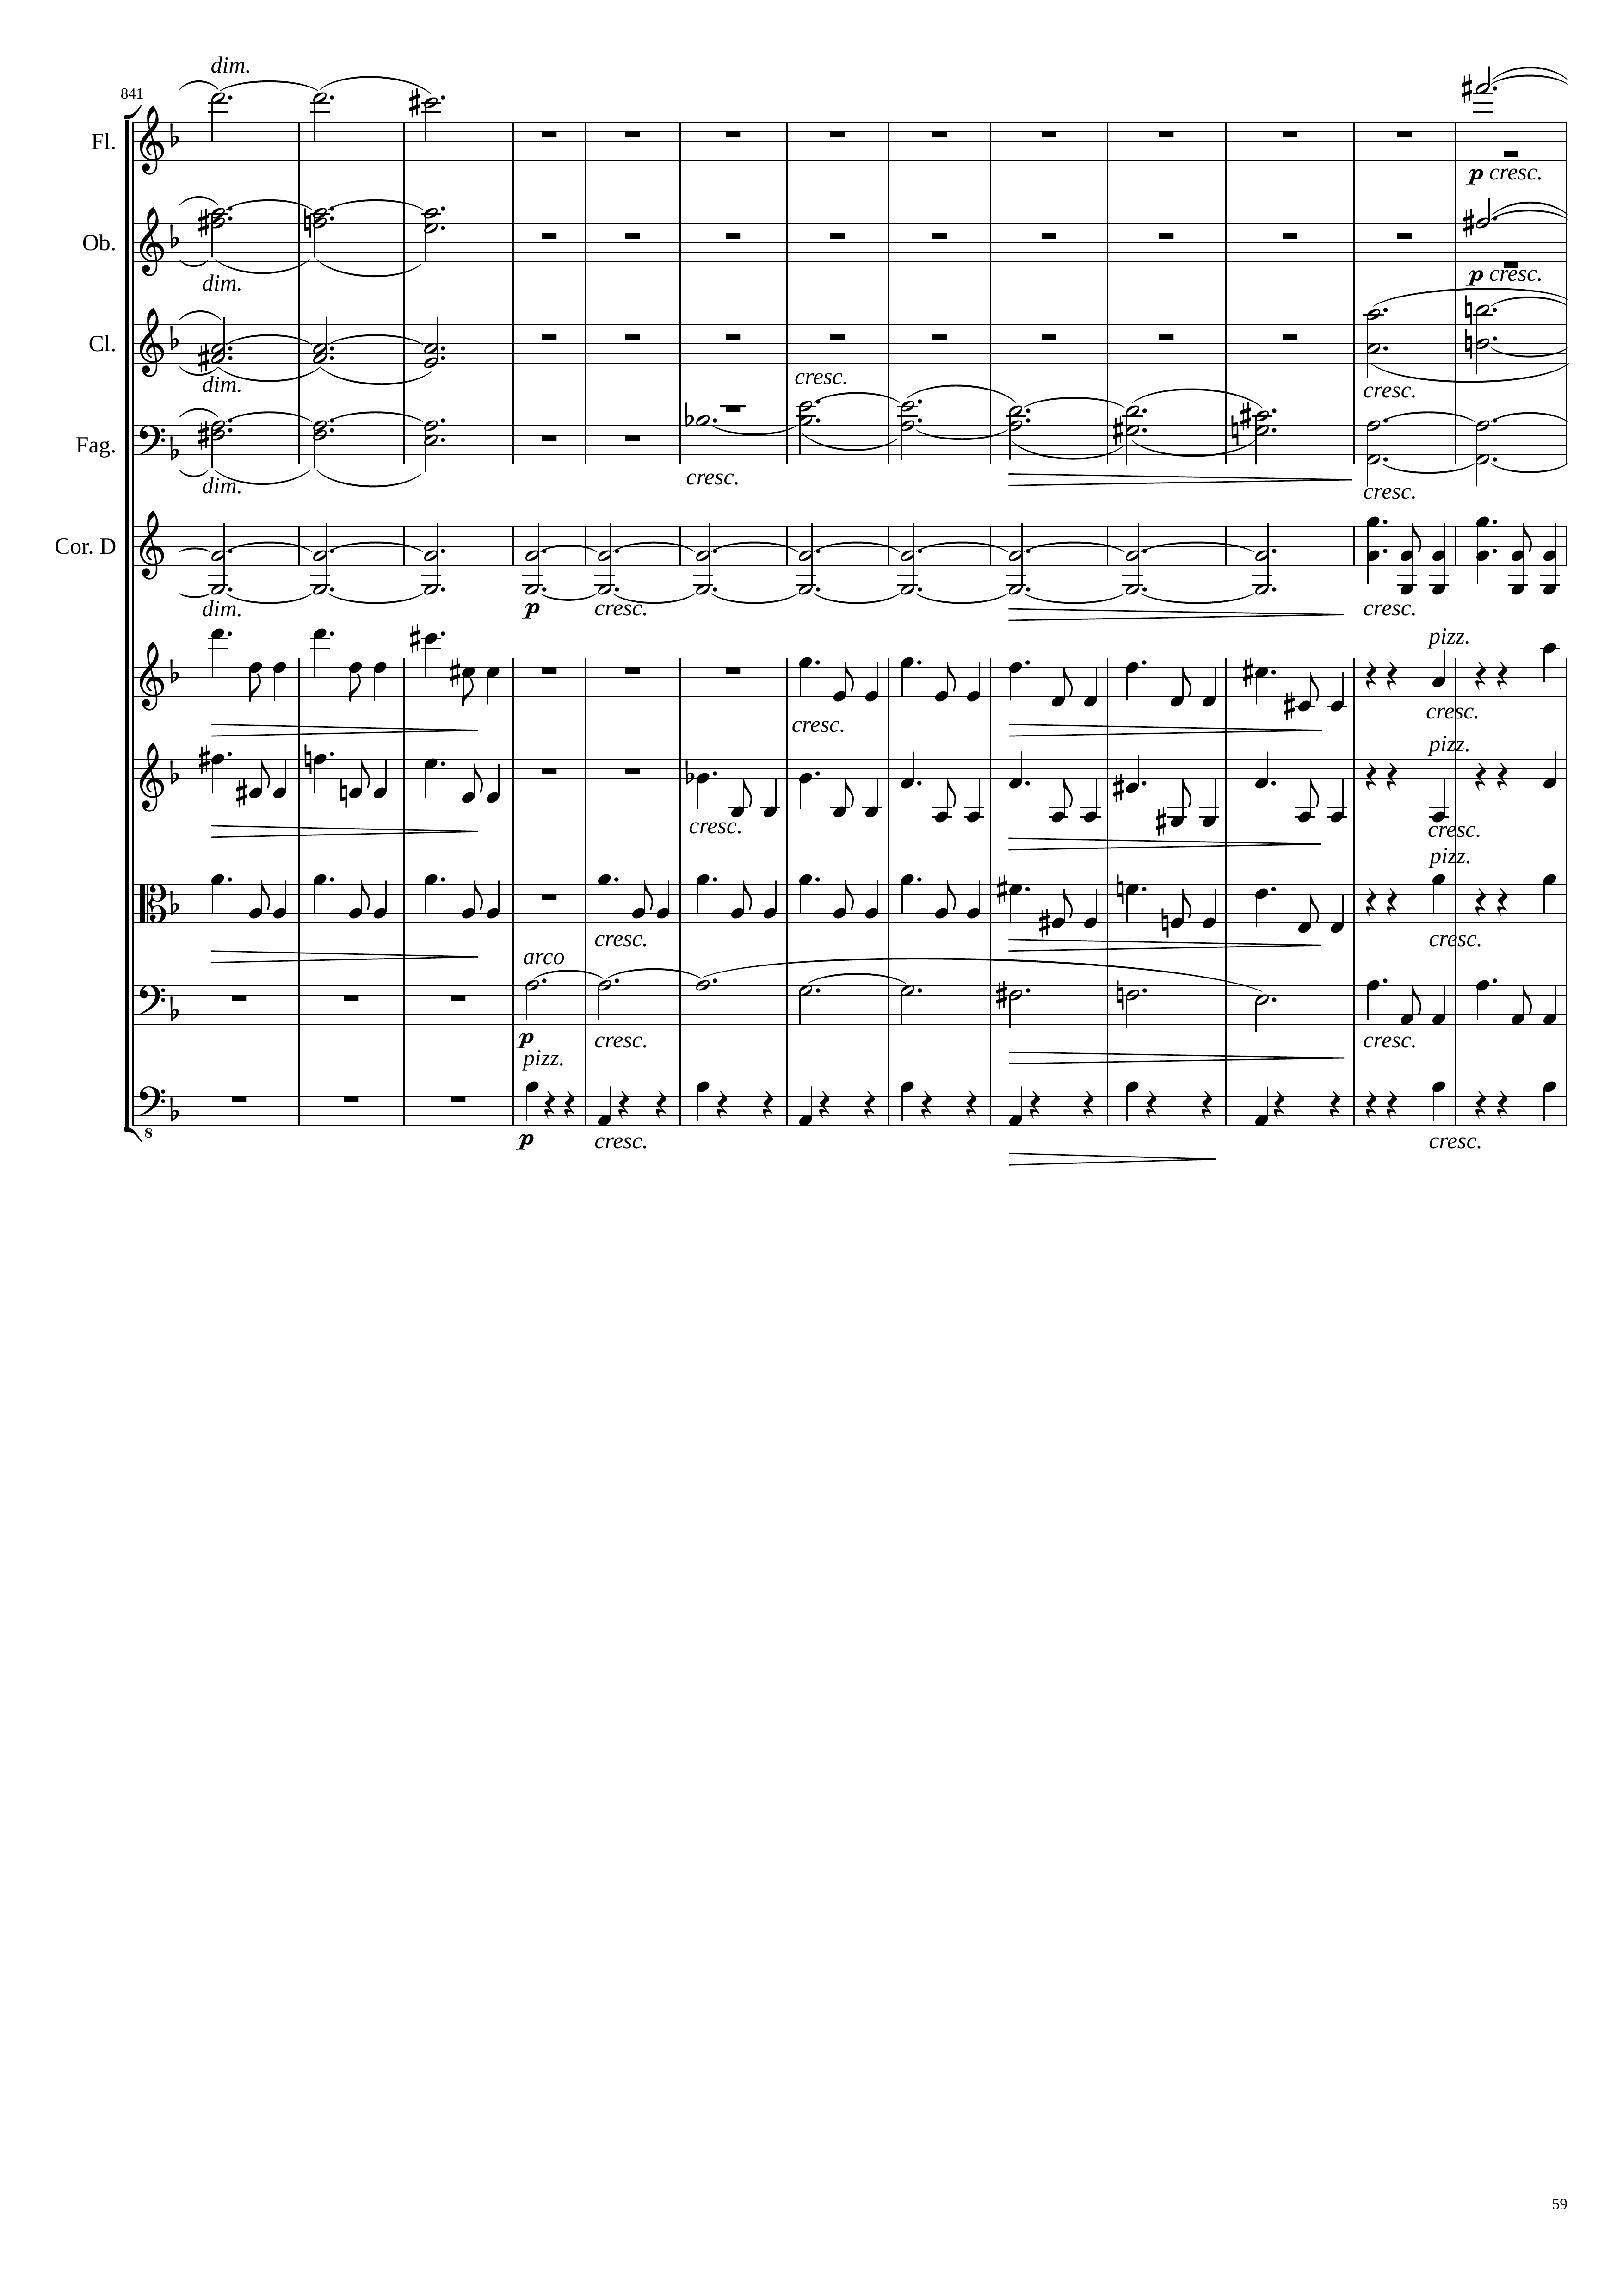 dim.
841
Fl.
p cresc.
Ob.
dim.
p cresc.
Cl.
dim.
cresc.
cresc.
Fag.
dim.
cresc.
cresc.
Cor. D
dim.
p
cresc.
cresc.
pizz.
cresc.
cresc.
pizz.
cresc.
cresc.
pizz.
cresc.
cresc.
arco
p
cresc.
cresc.
pizz.
8
p
cresc.
cresc.
59